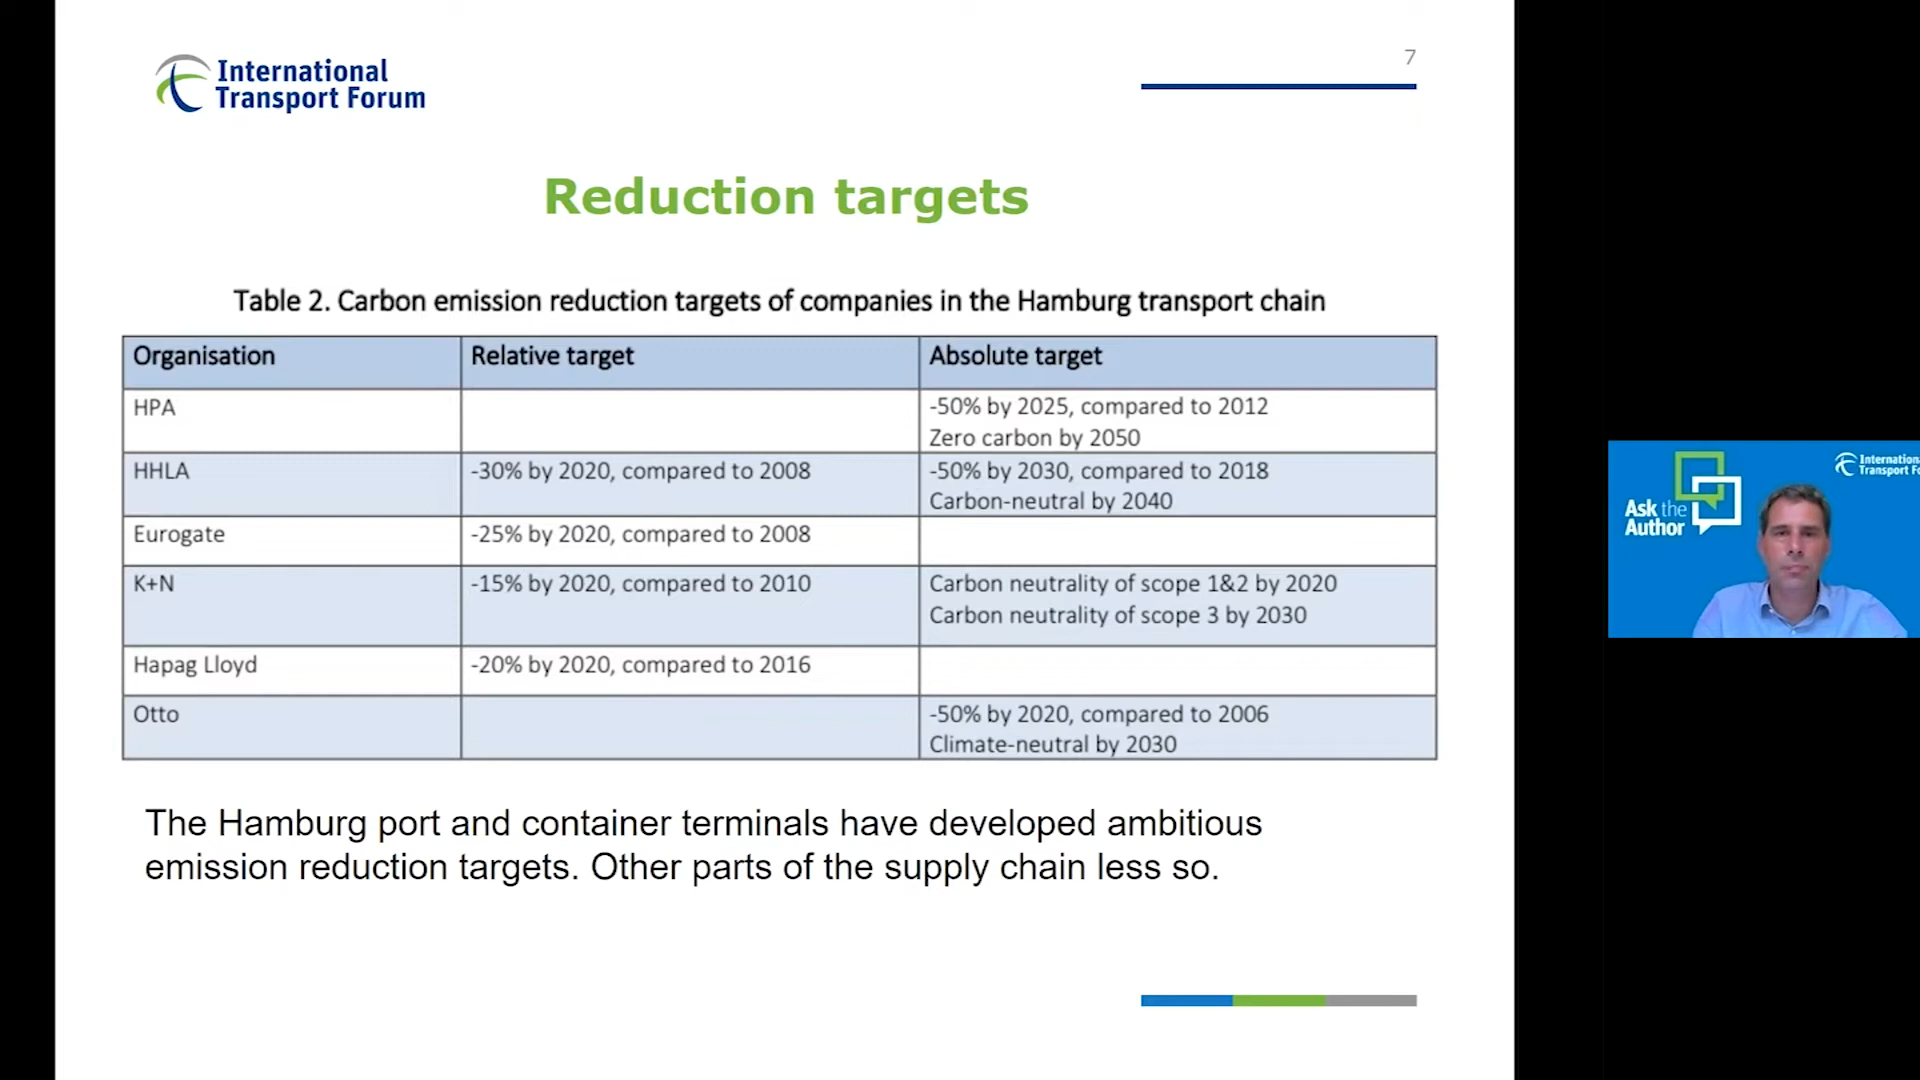 International
Transport Forum
7
Reduction targets
Table 2. Carbon emission reduction targets of companies in the Hamburg transport chain
Organisation Relative target Absolute target
HPA -50% by 2025, compared to 2012
Zero carbon by 2050
HHLA -30% by 2020, compared to 2008 -50% by 2030, compared to 2018
Carbon-neutral by 2040
Eurogate -25% by 2020, compared to 2008
K+N -15% by 2020, compared to 2010 Carbon neutrality of scope 1&2 by 2020
Carbon neutrality of scope 3 by 2030
Hapag Lloyd -20% by 2020, compared to 2016
Otto -50% by 2020, compared to 2006
Climate-neutral by 2030
The Hamburg port and container terminals have developed ambitious
emission reduction targets. Other parts of the supply chain less so.
Ask the
Author
Internationa
Transport Fo